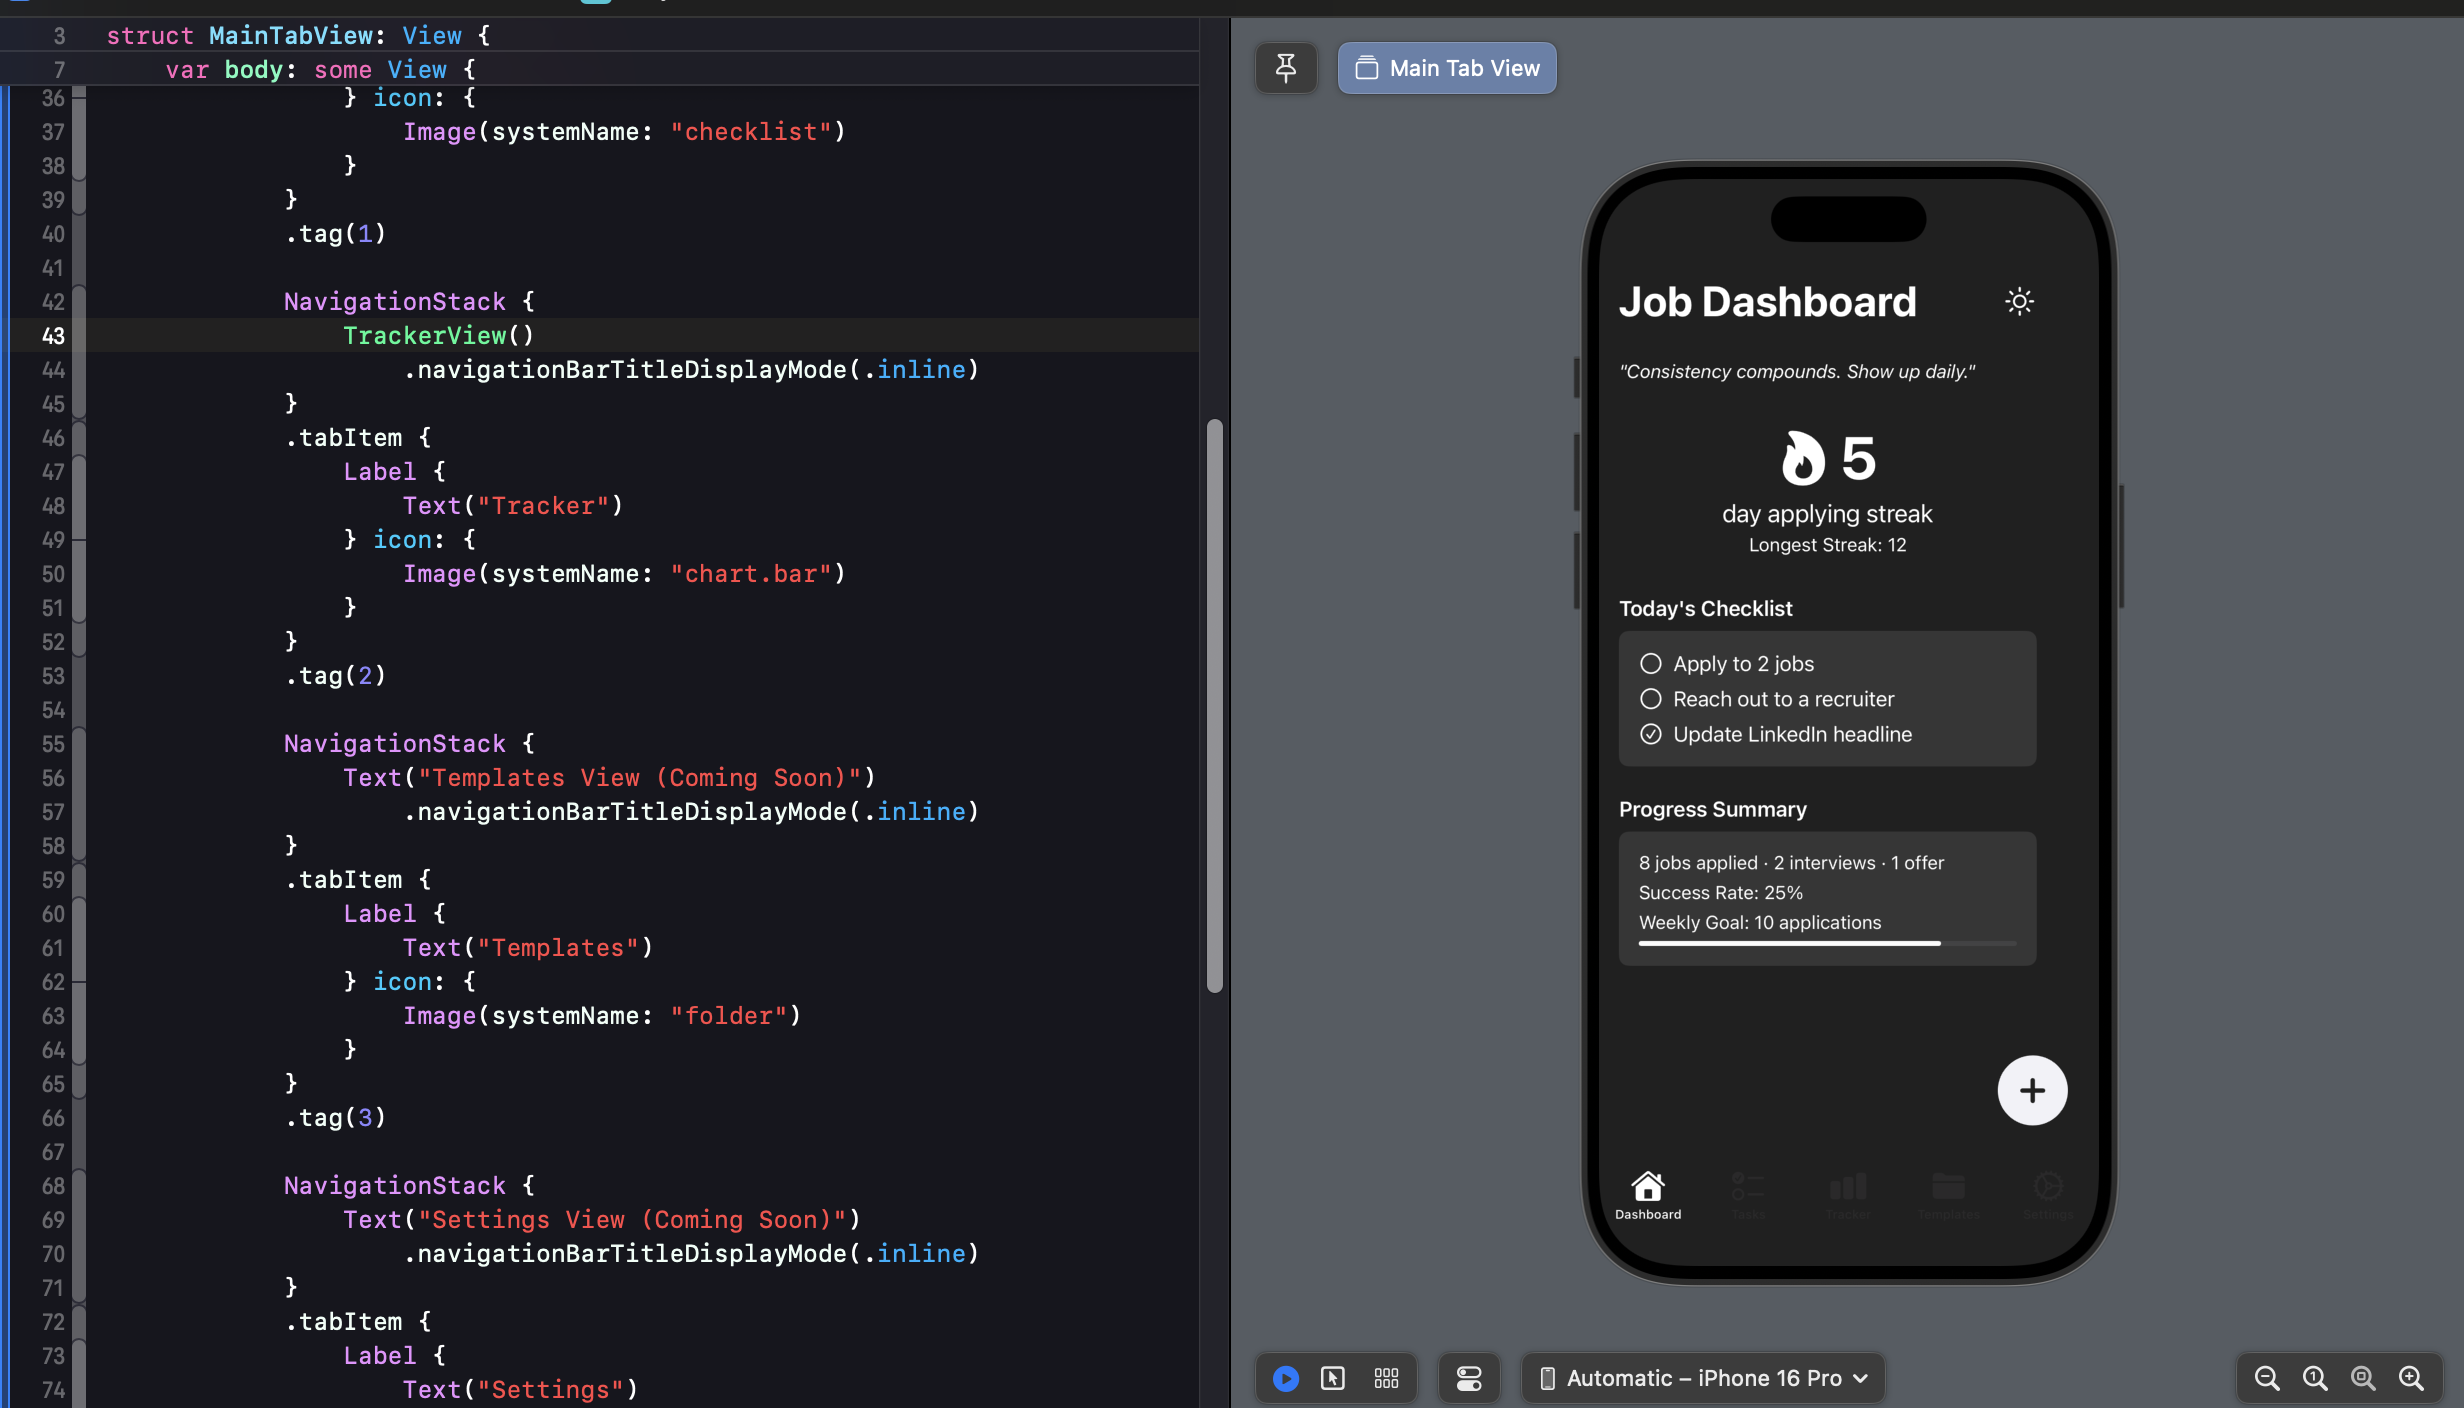 3 struct MainTabView: View {
7 var body: some View {
36 } icon: {
37 Image(systemName: "checklist")
38 }
39 }
40 .tag(1)
41
42 NavigationStack {
43 TrackerView()
44 .navigationBarTitleDisplayMode(.inline)
45 }
46 .tabItem {
47 Label {
48 Text("Tracker")
49 } icon: {
50 Image(systemName: "chart.bar")
51 }
52 }
53 .tag(2)
54
55 NavigationStack {
56 Text("Templates View (Coming Soon)")
57 .navigationBarTitleDisplayMode(.inline)
58 }
59 .tabItem {
60 Label {
61 Text("Templates")
62 } icon: {
63 Image(systemName: "folder")
64 }
65 }
66 .tag(3)
67
68 NavigationStack {
69 Text("Settings View (Coming Soon)")
70 .navigationBarTitleDisplayMode(.inline)
71 }
72 .tabItem {
73 Label {
74 Text("Settings")
Main Tab View
Job Dashboard
"Consistency compounds. Show up daily."
5
day applying streak
Longest Streak: 12
Today's Checklist
Apply to 2 jobs
Reach out to a recruiter
Update LinkedIn headline
Progress Summary
8 jobs applied · 2 interviews · 1 offer
Success Rate: 25%
Weekly Goal: 10 applications
+
Dashboard Tasks Tracker Templates Settings
Automatic – iPhone 16 Pro